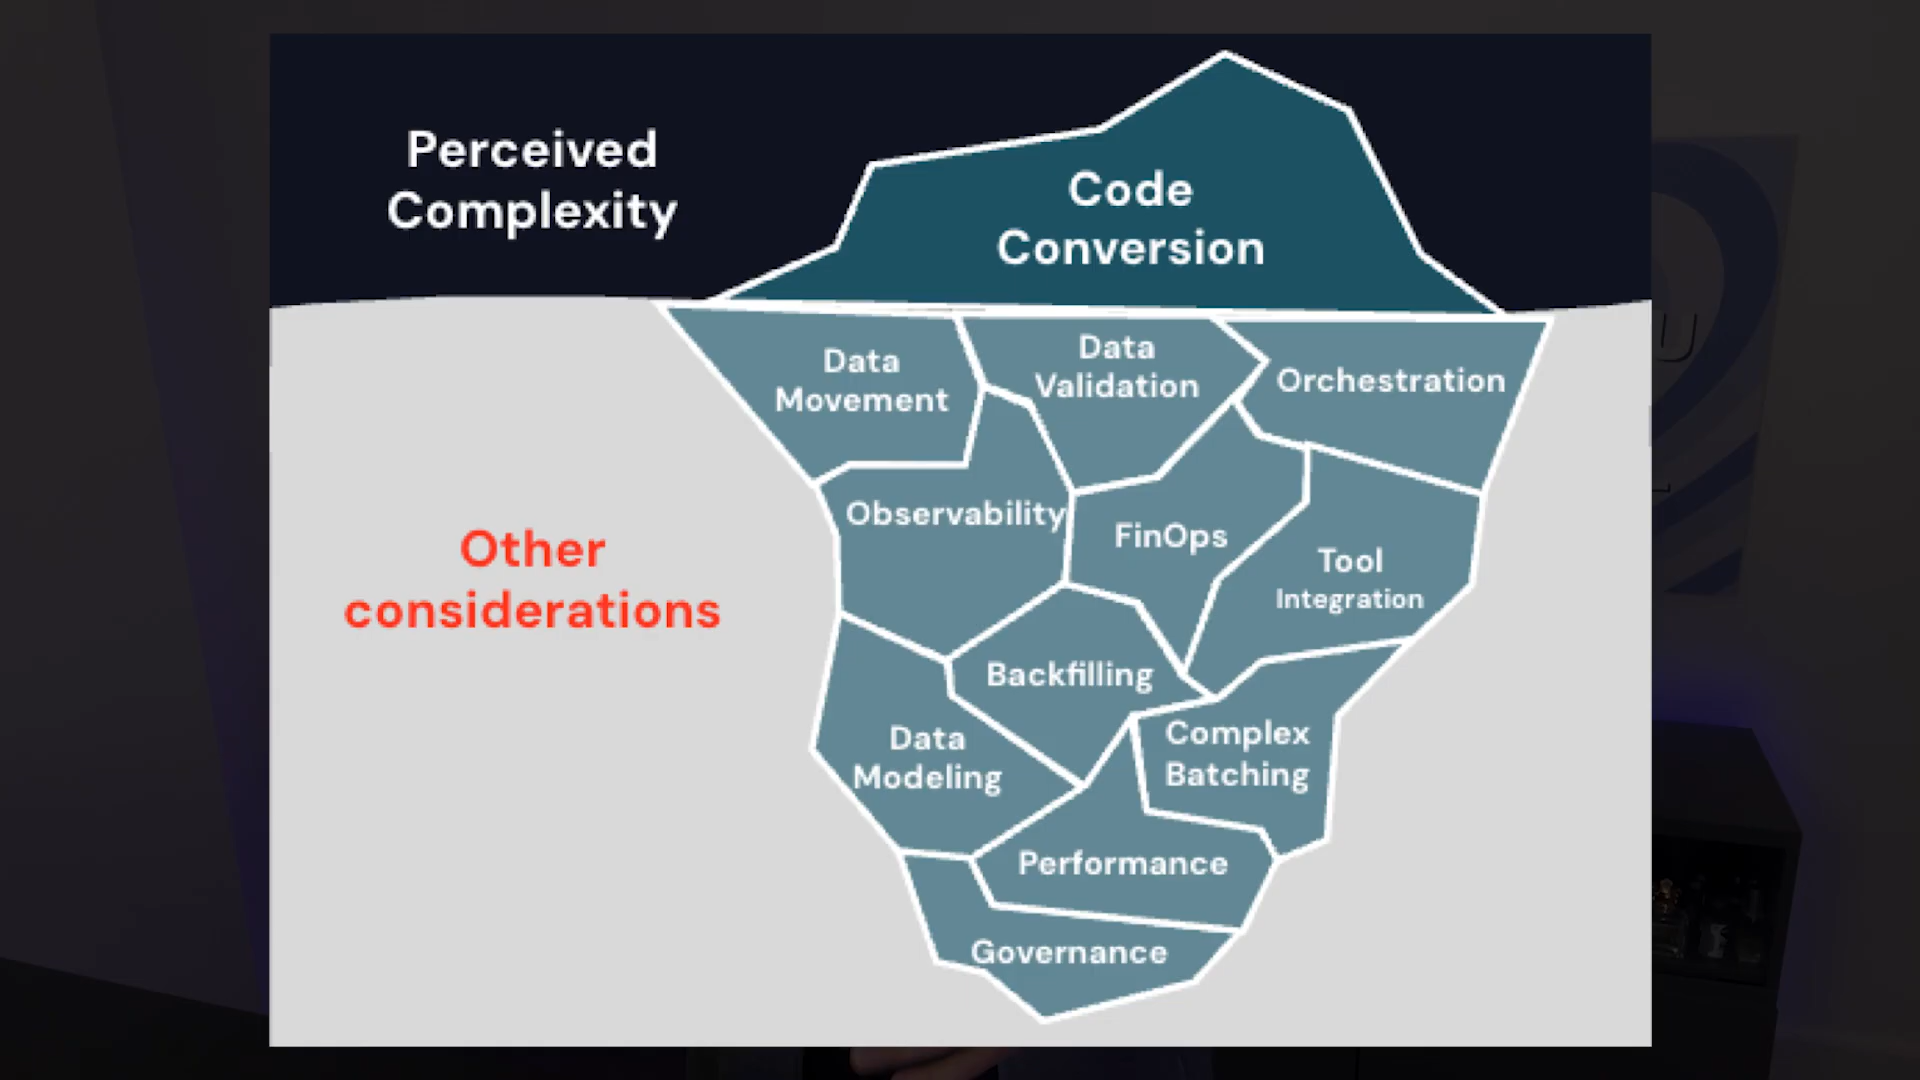 Perceived
Complexity
Code
Conversion
Data
Movement
Data
Validation
Orchestration
Observability
FinOps
Tool
Integration
Other
considerations
Backfilling
Data
Modeling
Complex
Batching
Performance
Governance